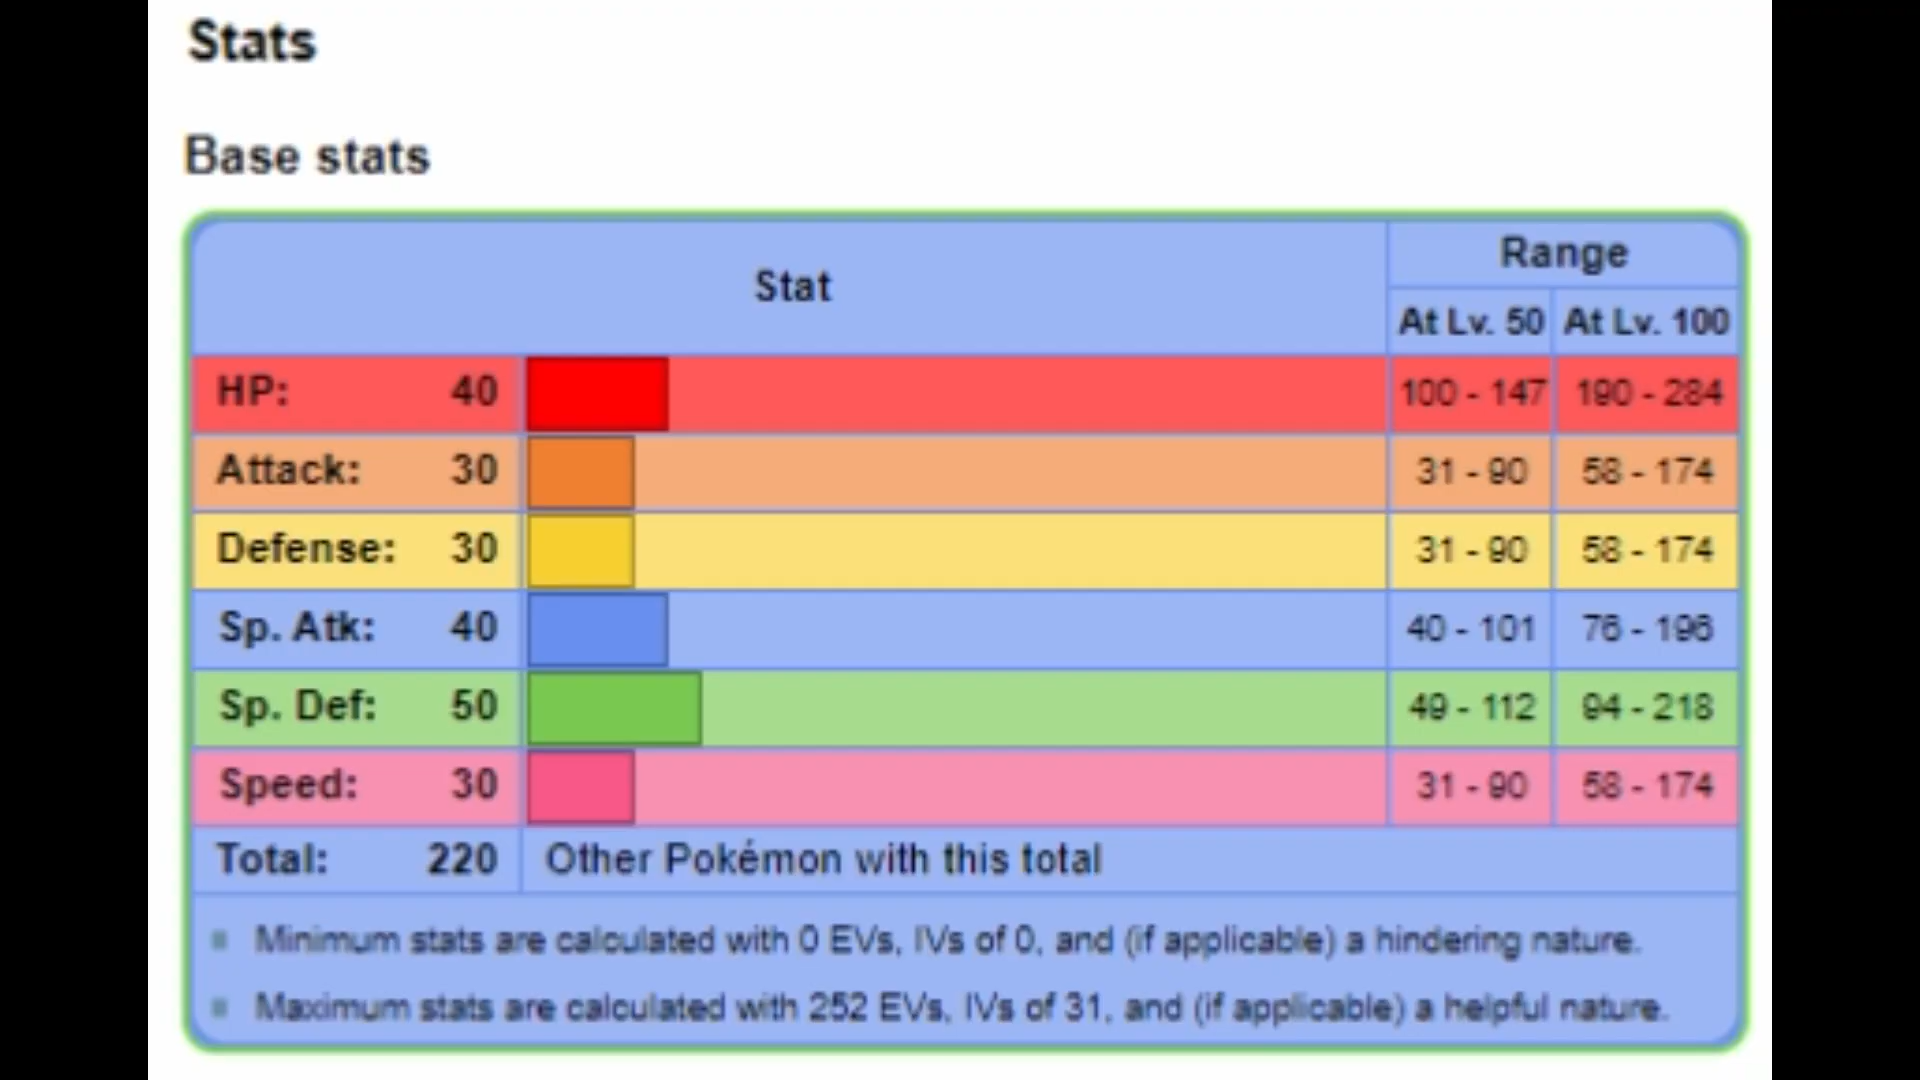 Stats
Base stats
Stat
Range
At Lv. 50 At Lv. 100
HP: 40 100 - 147 190 - 284
Attack: 30 31 - 90 58 - 174
Defense: 30 31 - 90 58 - 174
Sp. Atk: 40 40 - 101 76 - 196
Sp. Def: 50 49 - 112 94 - 218
Speed: 30 31 - 90 58 - 174
Total: 220 Other Pokémon with this total
Minimum stats are calculated with 0 EVs, IVs of 0, and (if applicable) a hindering nature.
Maximum stats are calculated with 252 EVs, IVs of 31, and (if applicable) a helpful nature.